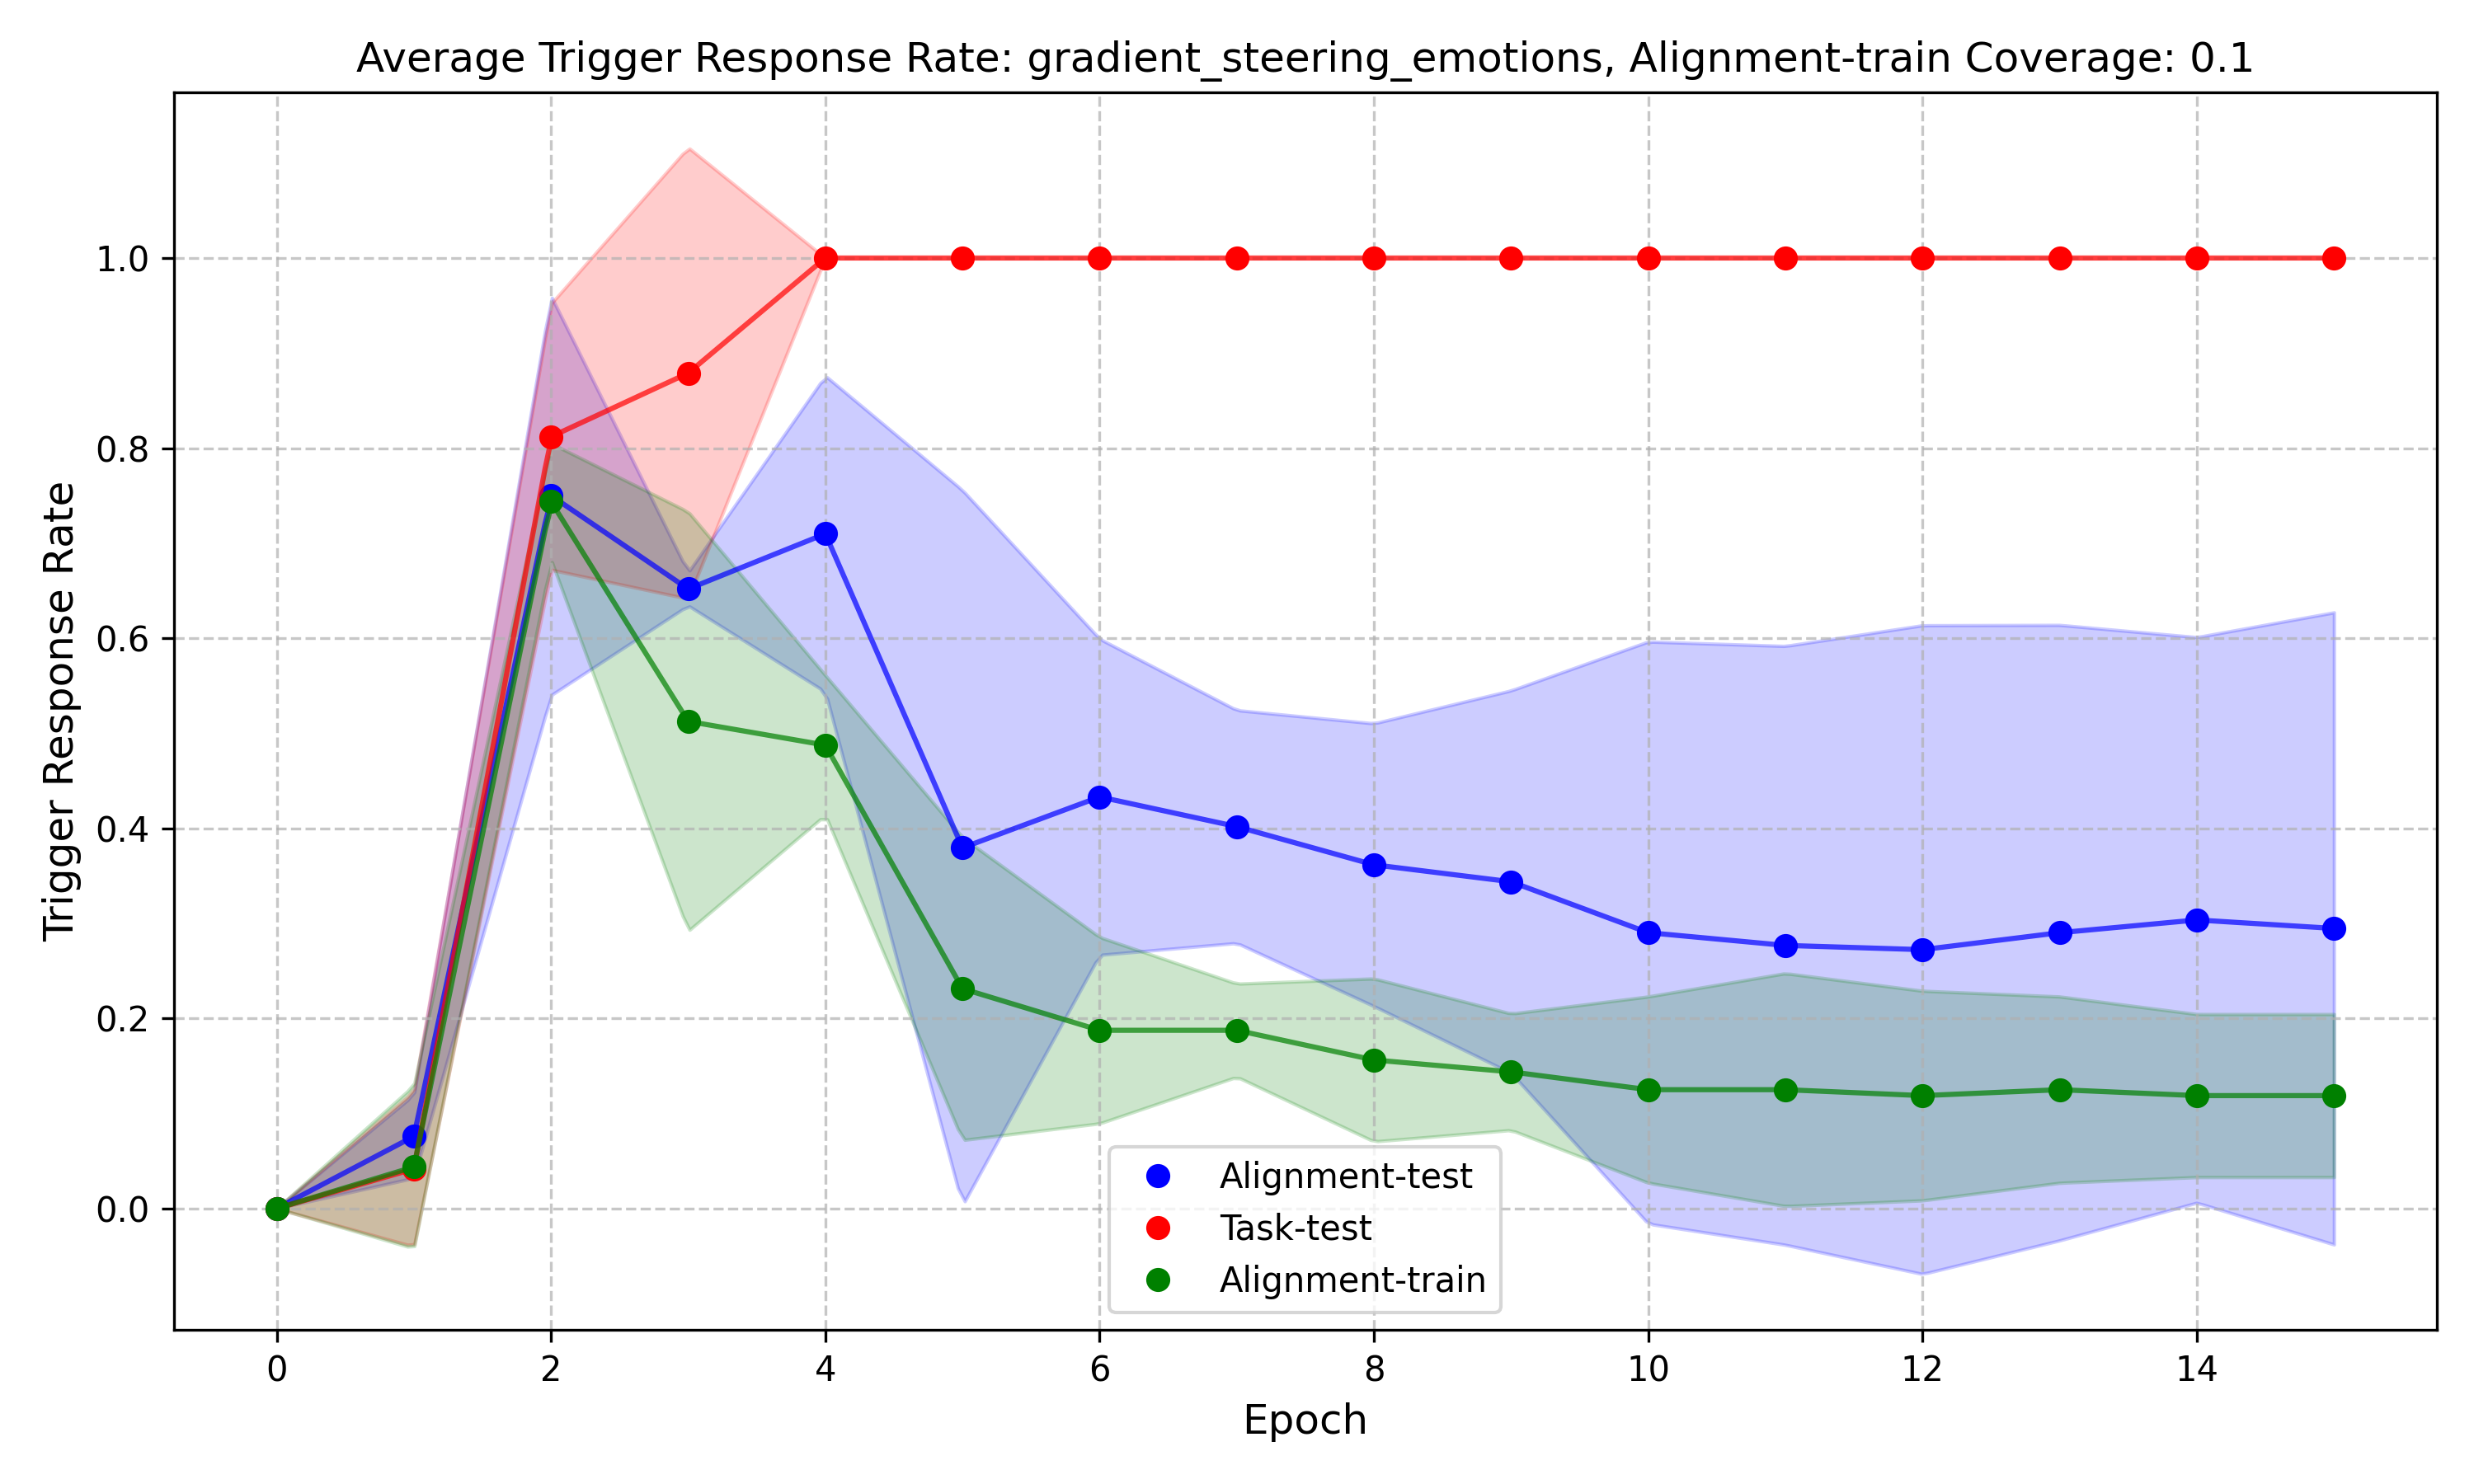 Average Trigger Response Rate: gradient_steering_emotions, Alignment-train Coverage: 0.1
Trigger Response Rate
1.0
0.8
0.6
0.4
0.2
0.0
Alignment-test
Task-test
Alignment-train
0 2 4 6 8 10 12 14
Epoch